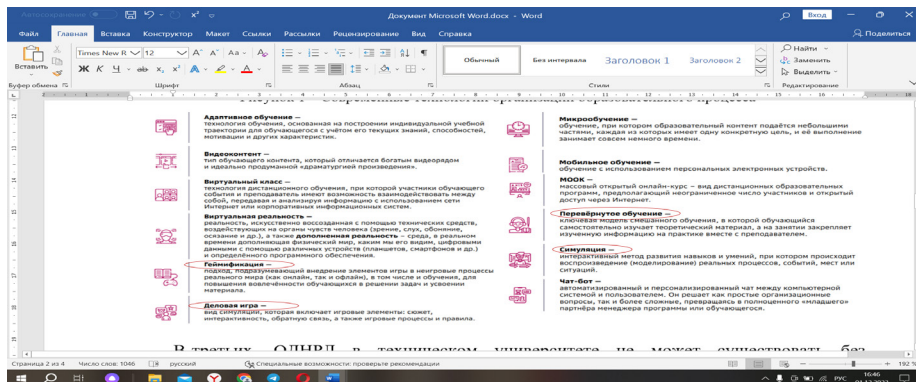 Автосохранение
Документ Microsoft Word.docx - Word
Вход
Файл Главная Вставка Конструктор Макет Ссылки Рассылки Рецензирование Вид Справка
Поделиться
Вставить
Times New R 12
Обычный
Без интервала
Заголовок 1
Заголовок 2
Найти
Заменить
Выделить
Буфер обмена
Шрифт
Абзац
Стили
Редактирование
Адаптивное обучение —
технология обучения, основанная на построении индивидуальной учебной
траектории для обучающегося с учётом его текущих знаний, способностей,
мотивации и других характеристик.
Видеоконтент —
тип обучающего контента, который отличается богатым видеорядом
и идеально продуманной «драматургией произведения».
Виртуальный класс —
технология дистанционного обучения, при которой участники обучающего
события и преподаватель имеют возможность взаимодействовать между
собой, передавая и анализируя информацию с использованием сети
Интернет или корпоративных информационных систем.
Виртуальная реальность —
реальность, искусственно воссозданная с помощью технических средств,
воздействующих на органы чувств человека (зрение, слух, обоняние,
осязание и др.), а также дополненная реальность – среда, в реальном
времени дополняющая физический мир, каким мы его видим, цифровыми
данными с помощью различных устройств (планшетов, смартфонов и др.)
и определённого программного обеспечения.
Геймификация —
подход, подразумевающий внедрение элементов игры в неигровые процессы
реального мира (как онлайн, так и офлайн), в том числе и обучения, для
повышения вовлечённости обучающихся в решении задач и усвоении
материала.
Деловая игра —
вид симуляции, которая включает игровые элементы: сюжет,
интерактивность, обратную связь, а также игровые процессы и правила.
Микрообучение —
обучение, при котором образовательный контент подаётся небольшими
частями, каждая из которых имеет одну конкретную цель, и её выполнение
занимает совсем немного времени.
Мобильное обучение —
обучение с использованием персональных электронных устройств.
МООК —
массовый открытый онлайн-курс – вид дистанционных образовательных
программ, предполагающий неограниченное число участников и открытый
доступ через Интернет.
Перевёрнутое обучение —
ключевая модель смешанного обучения, в которой обучающийся
самостоятельно изучает теоретический материал, а на занятии закрепляет
изученную информацию на практике вместе с преподавателем.
Симуляция —
интерактивный метод развития навыков и умений, при котором происходит
воспроизведение (моделирование) реальных процессов, событий, мест или
ситуаций.
Чат-бот —
автоматизированный и персонализированный чат между компьютерной
системой и пользователем. Он решает как простые организационные
вопросы, так и более сложные, превращаясь в полноценного «младшего»
партнёра менеджера программы или обучающегося.
В третьих, ОДНРД в техническом университете не может существовать без
Страница 2 из 4 Число слов: 1046 русский Специальные возможности: проверьте рекомендации
192 %
РУС
16:46